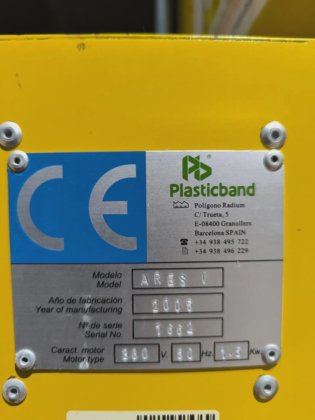 CE
Plasticband
Polígono Radium
C/ Trueta, 5
E-08400 Granollers
Barcelona SPAIN
+34 938 495 722
+34 938 496 229
Modelo
Model
ARES
Año de fabricación
Year of manufacturing
Nº de serie
Serial No.
Caract. motor
Motor type
V
Hz
Kw